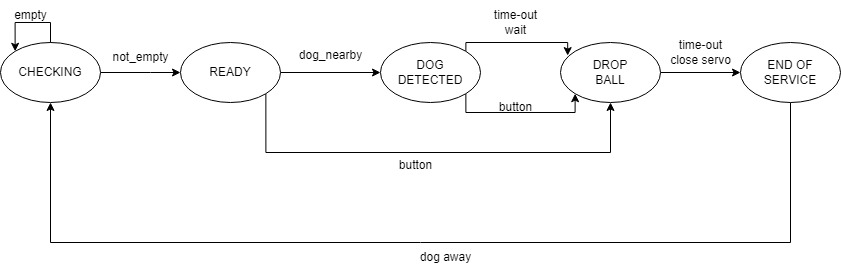 empty
time-out
wait
not_empty
dog_nearby
time-out
close servo
CHECKING
READY
DOG
DETECTED
DROP
BALL
END OF
SERVICE
button
button
dog away